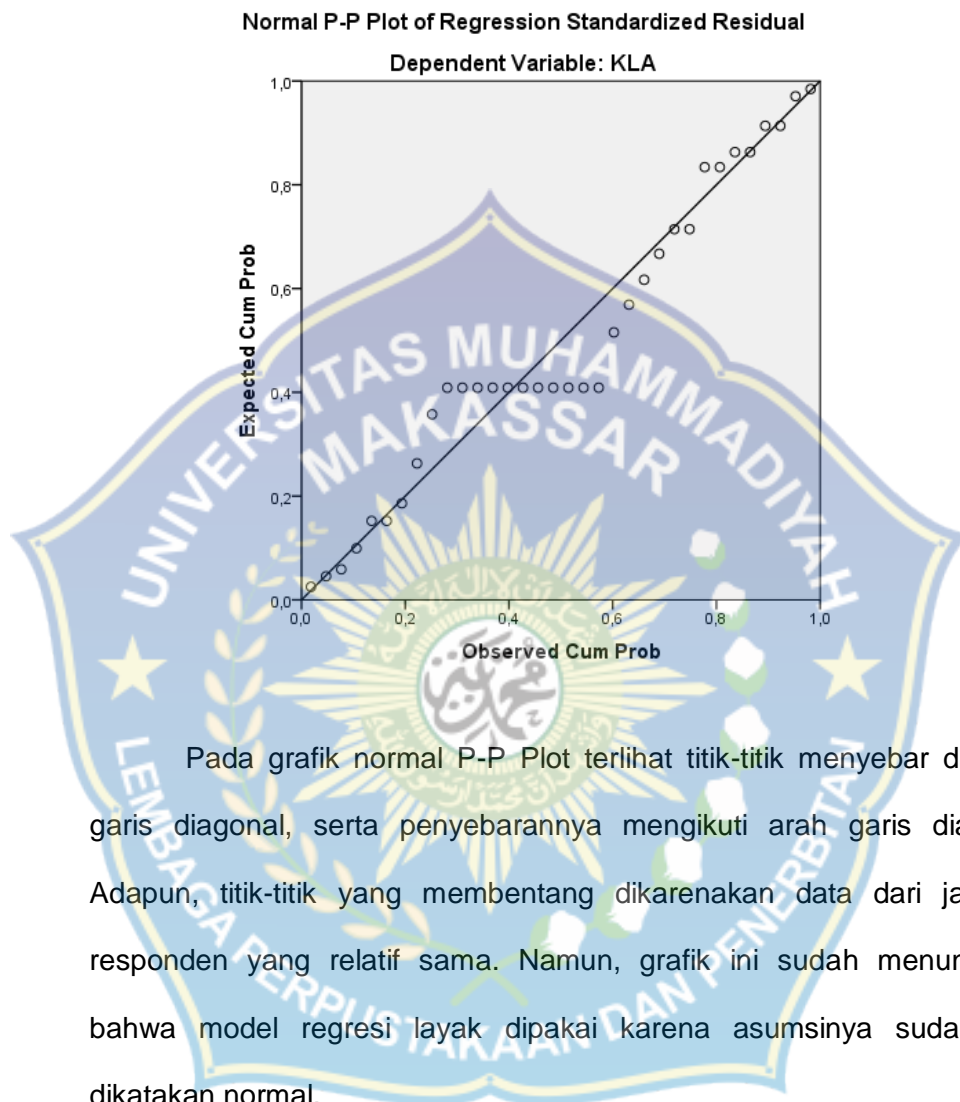 Normal P-P Plot of Regression Standardized Residual
Dependent Variable: KLA
1,0
0,8
0,6
0,4
0,2
0,0
Expected Cum Prob
0,0 0,2 0,4 0,6 0,8 1,0
Observed Cum Prob
UNIVERSITAS MUHAMMADIYAH
MAKASSAR
LEMBAGA PERPUSTAKAAN DAN PENERBITAN
Pada grafik normal P-P Plot terlihat titik-titik menyebar d
garis diagonal, serta penyebarannya mengikuti arah garis dia
Adapun, titik-titik yang membentang dikarenakan data dari ja
responden yang relatif sama. Namun, grafik ini sudah menun
bahwa model regresi layak dipakai karena asumsinya suda
dikatakan normal.